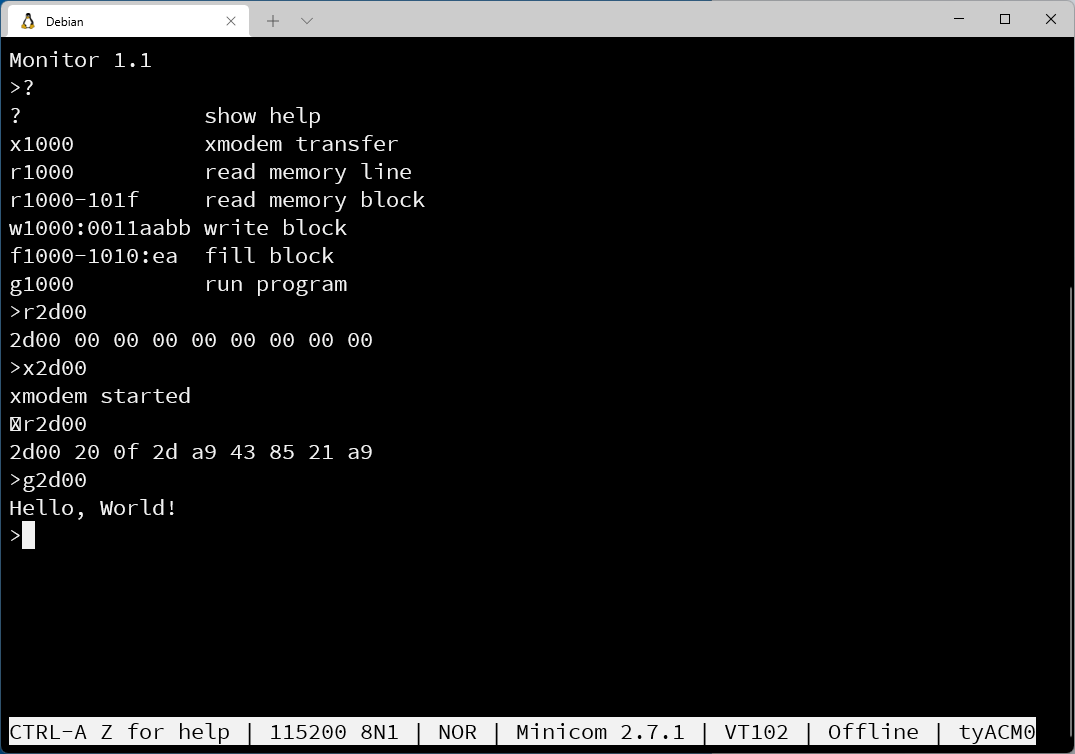 Debian
Monitor 1.1
>?
? show help
x1000 xmodem transfer
r1000 read memory line
r1000-101f read memory block
w1000:0011aabb write block
f1000-1010:ea fill block
g1000 run program
>r2d00
2d00 00 00 00 00 00 00 00 00
>x2d00
xmodem started
r2d00
2d00 20 0f 2d a9 43 85 21 a9
>g2d00
Hello, World!
>
CTRL-A Z for help | 115200 8N1 | NOR | Minicom 2.7.1 | VT102 | Offline | tyACM0